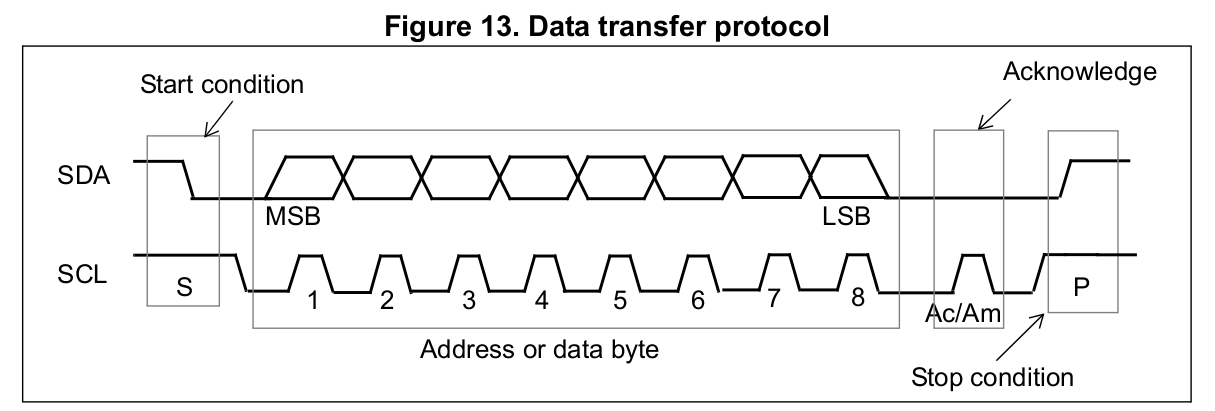 Figure 13. Data transfer protocol
Start condition
Acknowledge
SDA
MSB
LSB
SCL
S
1
2
3
4
5
6
7
8
Ac/Am
P
Address or data byte
Stop condition